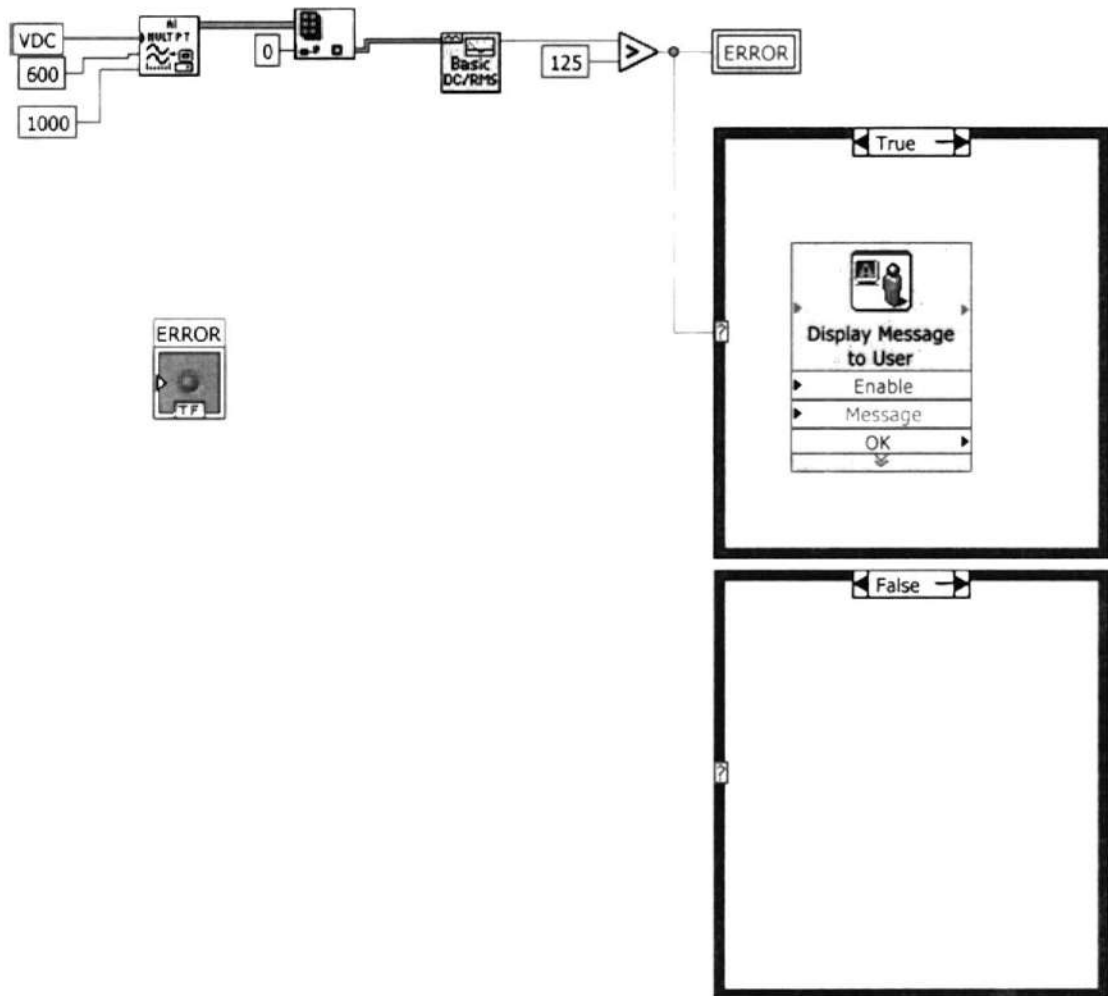 VDC
600
1000
AI
MULT PT
0
Basic
DC/RMS
125
>
ERROR
True
ERROR
TF
?
A
Display Message
to User
Enable
Message
OK
False
?